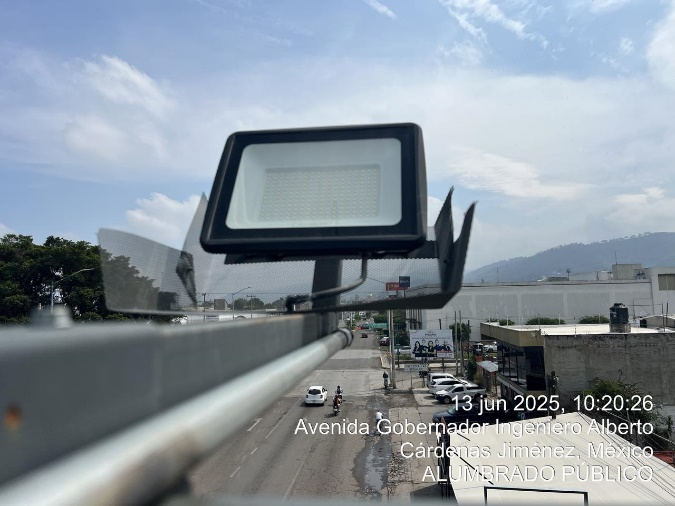 13 jun 2025, 10:20:26
Avenida Gobernador Ingeniero Alberto
Cárdenas Jiménez, México
ALUMBRADO PÚBLICO